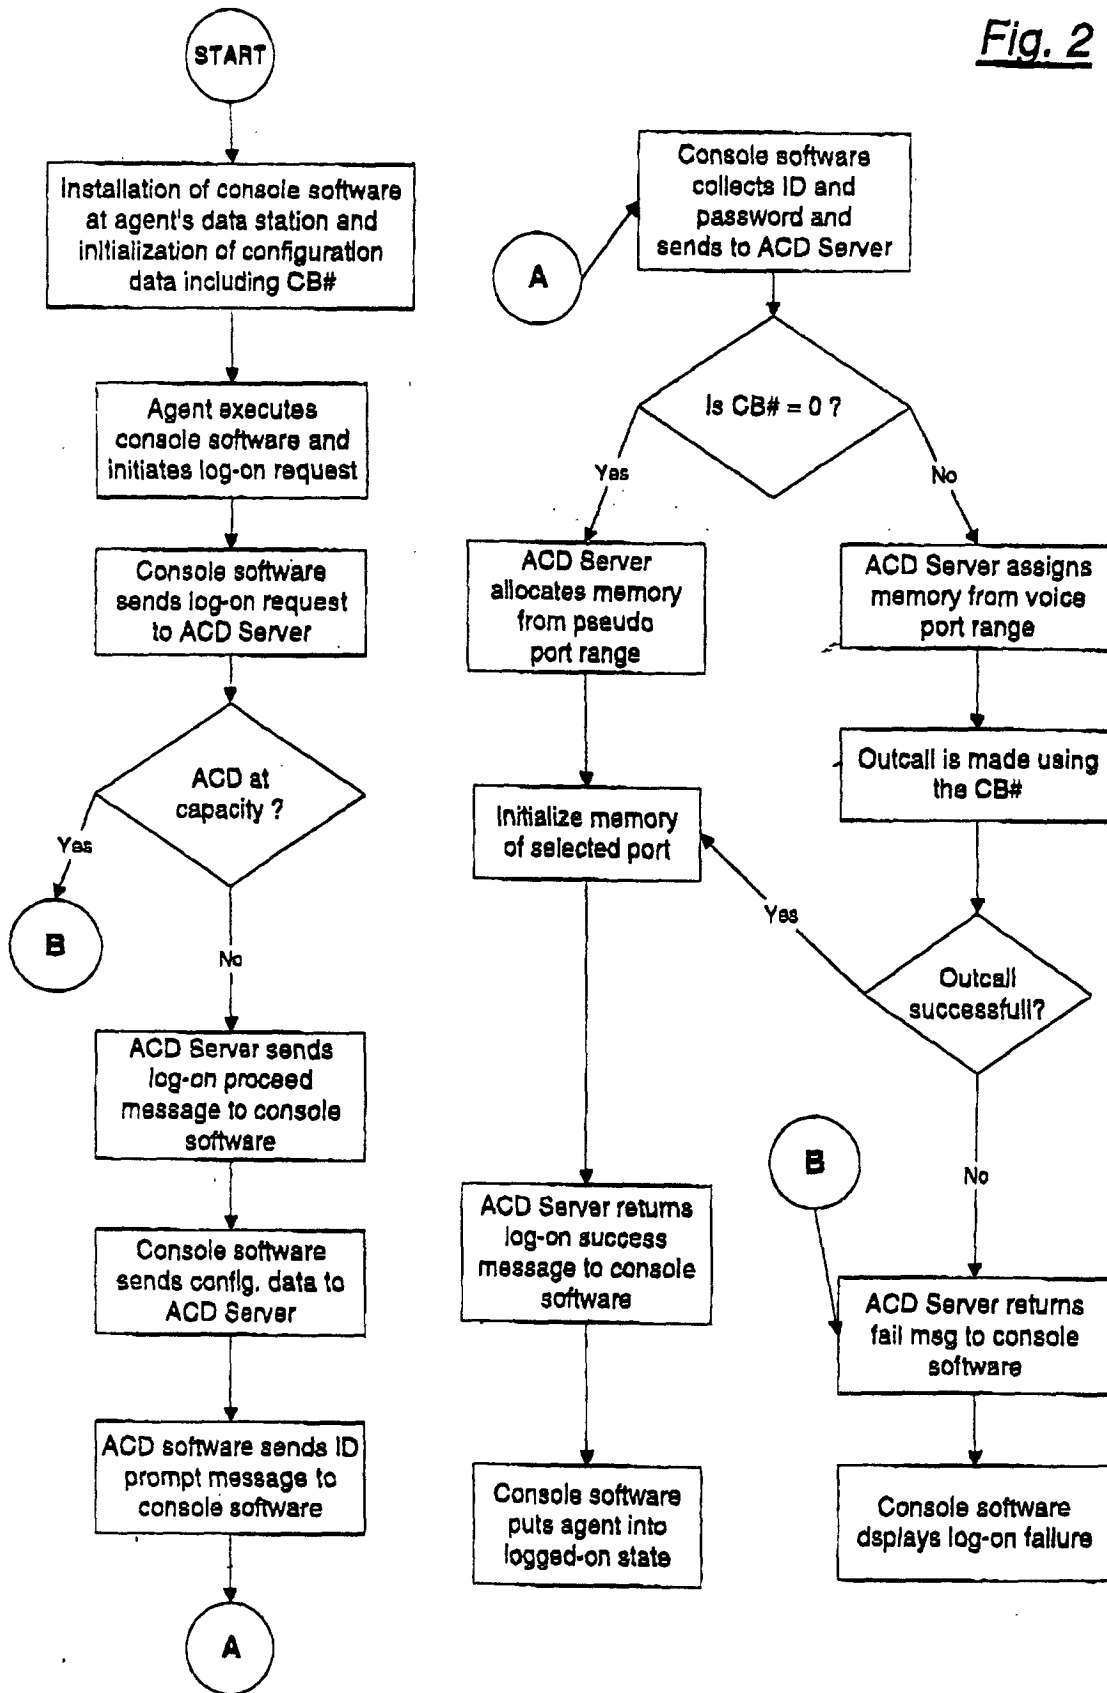 Fig. 2
START
Installation of console software
at agent's data station and
initialization of configuration
data including CB#
Agent executes
console software and
initiates log-on request
Console software
sends log-on request
to ACD Server
ACD at
capacity ?
Yes
B
No
ACD Server sends
log-on proceed
message to console
software
Console software
sends config. data to
ACD Server
ACD software sends ID
prompt message to
console software
A
Console software
collects ID and
password and
sends to ACD Server
A
Is CB# = 0 ?
Yes
No
ACD Server
allocates memory
from pseudo
port range
ACD Server assigns
memory from voice
port range
Outcall is made using
the CB#
Initialize memory
of selected port
Yes
Outcall
successfull?
No
B
ACD Server returns
log-on success
message to console
software
ACD Server returns
fail msg to console
software
Console software
puts agent into
logged-on state
Console software
dsplays log-on failure